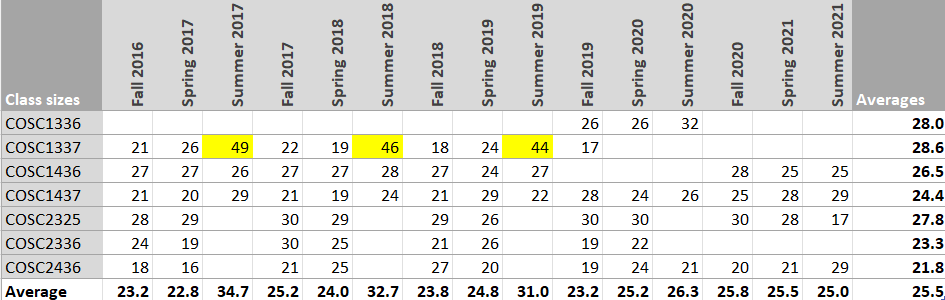 Class sizes Fall 2016 Spring 2017 Summer 2017 Fall 2017 Spring 2018 Summer 2018 Fall 2018 Spring 2019 Summer 2019 Fall 2019 Spring 2020 Summer 2020 Fall 2020 Spring 2021 Summer 2021 Averages
COSC1336 26 26 32 28.0
COSC1337 21 26 49 22 19 46 18 24 44 17 28.6
COSC1436 27 27 26 27 27 28 27 24 27 28 25 25 26.5
COSC1437 21 20 29 21 19 24 21 29 22 28 24 26 25 28 29 24.4
COSC2325 28 29 30 29 29 26 30 30 30 28 17 27.8
COSC2336 24 19 30 25 21 26 19 22 23.3
COSC2436 18 16 21 25 27 20 19 24 21 20 21 29 21.8
Average 23.2 22.8 34.7 25.2 24.0 32.7 23.8 24.8 31.0 23.2 25.2 26.3 25.8 25.5 25.0 25.5